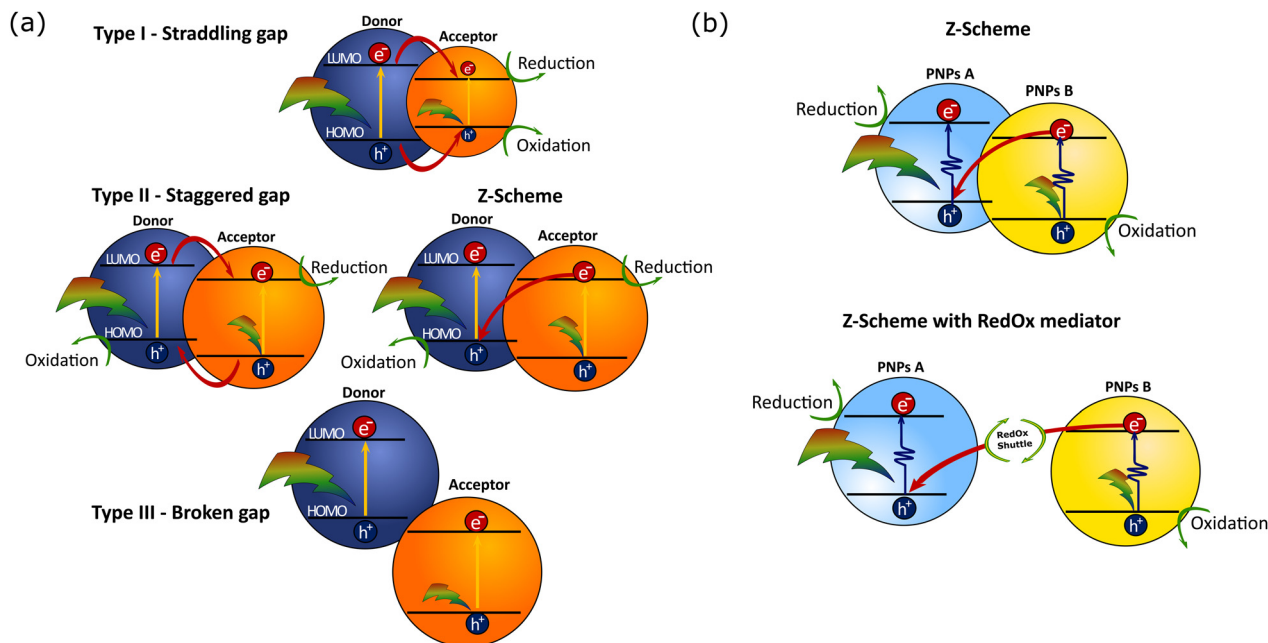 (a)
Type I - Straddling gap
Donor
Acceptor
LUMO
e⁻
e⁻
Reduction
HOMO
h⁺
h⁺
Oxidation
Type II - Staggered gap
Donor
Acceptor
LUMO
e⁻
e⁻
Reduction
HOMO
h⁺
h⁺
Oxidation
Z-Scheme
Donor
Acceptor
LUMO
e⁻
e⁻
Reduction
HOMO
h⁺
h⁺
Oxidation
Type III - Broken gap
Donor
LUMO
e⁻
HOMO
h⁺
Acceptor
e⁻
h⁺
(b)
Z-Scheme
PNPs A
PNPs B
Reduction
e⁻
e⁻
h⁺
h⁺
Oxidation
Z-Scheme with RedOx mediator
PNPs A
PNPs B
Reduction
e⁻
e⁻
RedOx
Shuttle
h⁺
h⁺
Oxidation